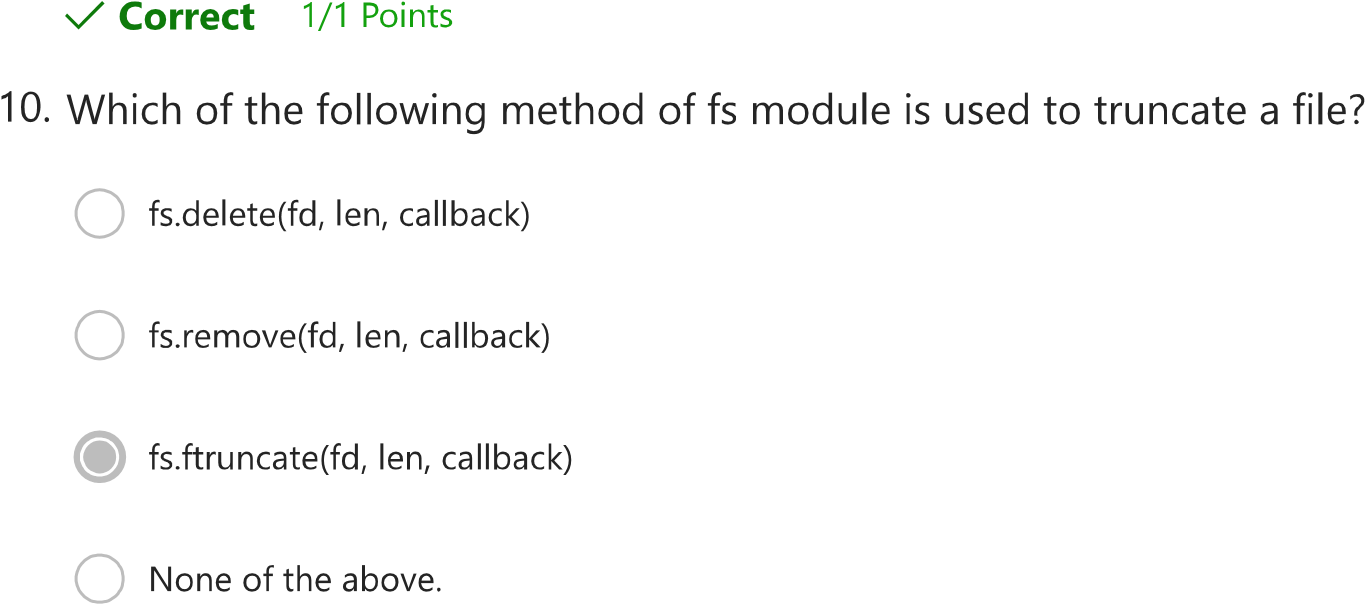 Correct 1/1 Points
10. Which of the following method of fs module is used to truncate a file?
fs.delete(fd, len, callback)
fs.remove(fd, len, callback)
fs.ftruncate(fd, len, callback)
None of the above.